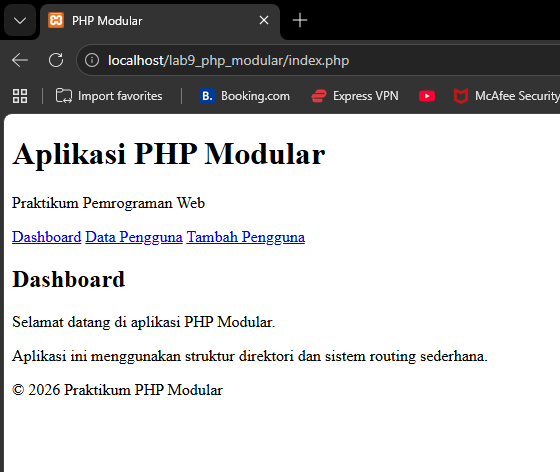 PHP Modular
localhost/lab9_php_modular/index.php
Import favorites B. Booking.com Express VPN McAfee Security
Aplikasi PHP Modular
Praktikum Pemrograman Web
Dashboard Data Pengguna Tambah Pengguna
Dashboard
Selamat datang di aplikasi PHP Modular.
Aplikasi ini menggunakan struktur direktori dan sistem routing sederhana.
© 2026 Praktikum PHP Modular